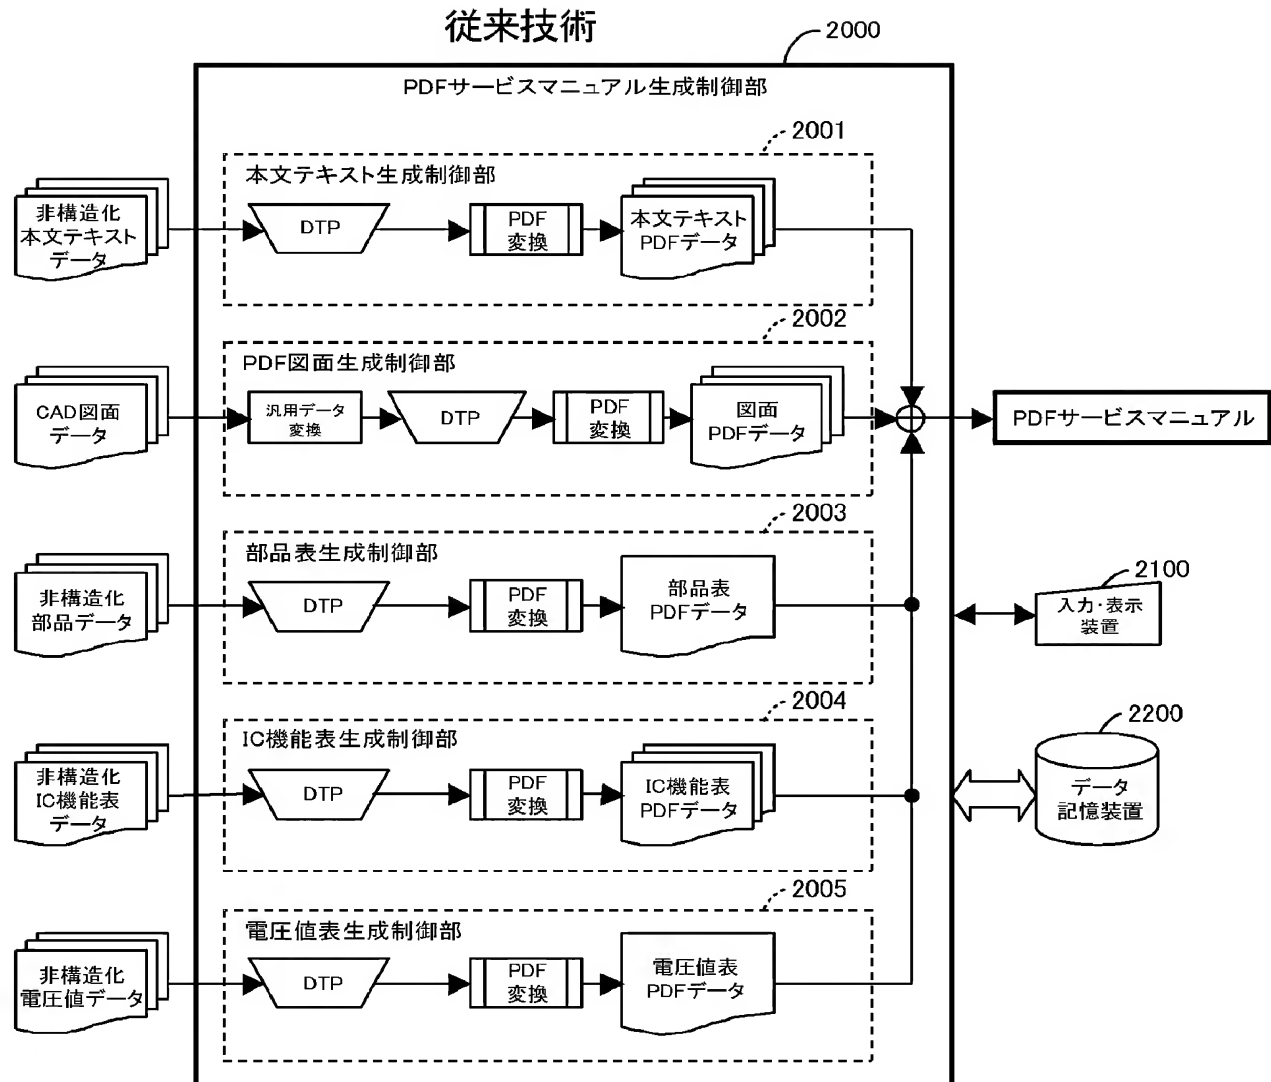 従来技術
2000
PDFサービスマニュアル生成制御部
2001
本文テキスト生成制御部
非構造化
本文テキスト
データ
DTP
PDF
変換
本文テキスト
PDFデータ
2002
PDF図面生成制御部
CAD図面
データ
汎用データ
変換
DTP
PDF
変換
図面
PDFデータ
PDFサービスマニュアル
2003
部品表生成制御部
非構造化
部品データ
DTP
PDF
変換
部品表
PDFデータ
2100
入力・表示
装置
2004
IC機能表生成制御部
非構造化
IC機能表
データ
DTP
PDF
変換
IC機能表
PDFデータ
2200
データ
記憶装置
2005
電圧値表生成制御部
非構造化
電圧値データ
DTP
PDF
変換
電圧値表
PDFデータ